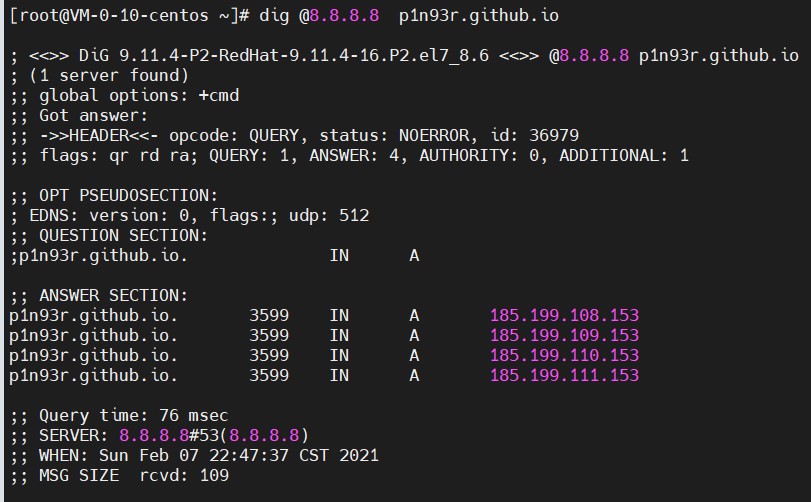 [root@VM-0-10-centos ~]# dig @8.8.8.8  p1n93r.github.io
; <<>> DiG 9.11.4-P2-RedHat-9.11.4-16.P2.el7_8.6 <<>> @8.8.8.8 p1n93r.github.io
; (1 server found)
;; global options: +cmd
;; Got answer:
;; ->>HEADER<<- opcode: QUERY, status: NOERROR, id: 36979
;; flags: qr rd ra; QUERY: 1, ANSWER: 4, AUTHORITY: 0, ADDITIONAL: 1
;; OPT PSEUDOSECTION:
; EDNS: version: 0, flags:; udp: 512
;; QUESTION SECTION:
;p1n93r.github.io.              IN      A
;; ANSWER SECTION:
p1n93r.github.io.       3599    IN      A       185.199.108.153
p1n93r.github.io.       3599    IN      A       185.199.109.153
p1n93r.github.io.       3599    IN      A       185.199.110.153
p1n93r.github.io.       3599    IN      A       185.199.111.153
;; Query time: 76 msec
;; SERVER: 8.8.8.8#53(8.8.8.8)
;; WHEN: Sun Feb 07 22:47:37 CST 2021
;; MSG SIZE  rcvd: 109